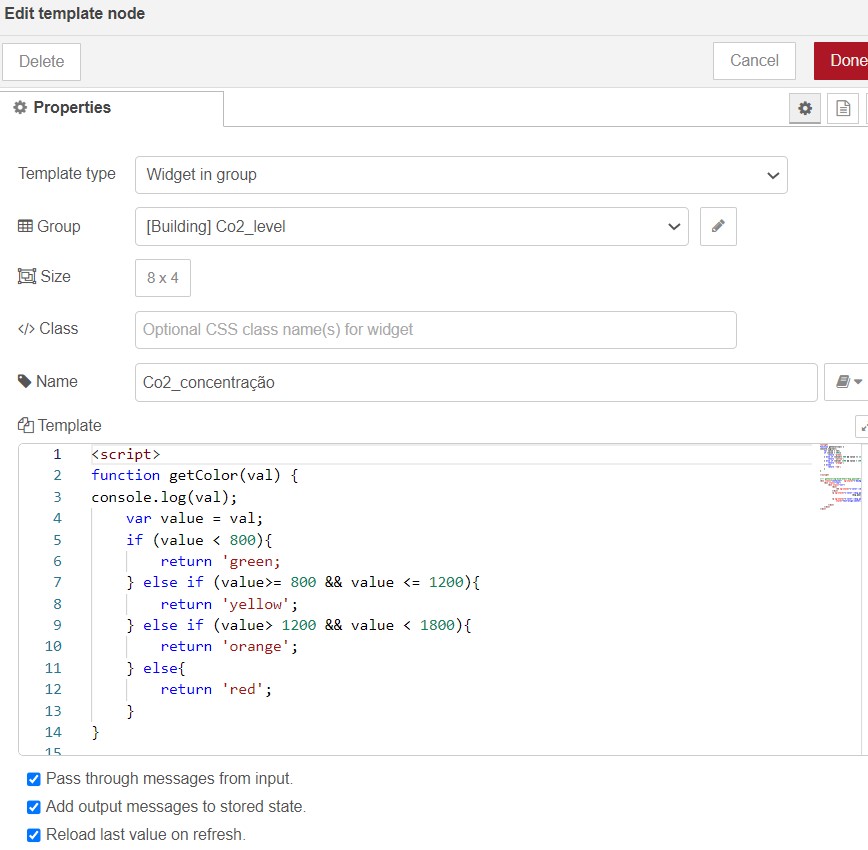 Edit template node
Delete
Cancel
Done
Properties
Template type
Widget in group
Group
[Building] Co2_level
Size
8 x 4
</> Class
Optional CSS class name(s) for widget
Name
Co2_concentração
Template
1 <script>
2 function getColor(val) {
3 console.log(val);
4 var value = val;
5 if (value < 800){
6 return 'green;
7 } else if (value>= 800 && value <= 1200){
8 return 'yellow';
9 } else if (value> 1200 && value < 1800){
10 return 'orange';
11 } else{
12 return 'red';
13 }
14 }
15
Pass through messages from input.
Add output messages to stored state.
Reload last value on refresh.